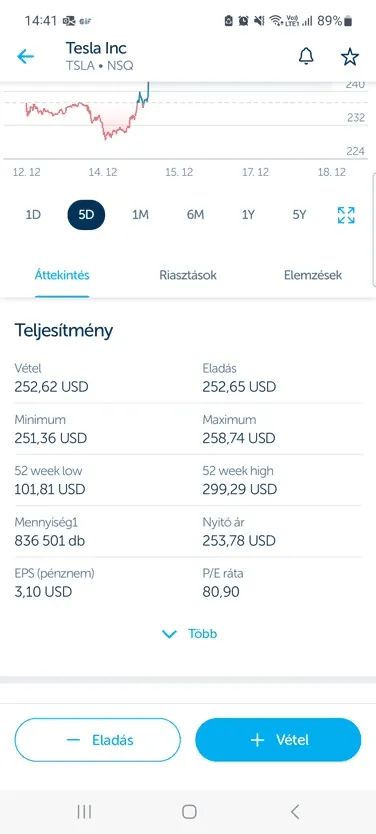 14:41 GIF Vo)) LTE1 89%
Tesla Inc
TSLA • NSQ
240
232
224
12. 12 14. 12 15. 12 17. 12 18. 12
1D 5D 1M 6M 1Y 5Y
Áttekintés Riasztások Elemzések
Teljesítmény
Vétel Eladás
252,62 USD 252,65 USD
Minimum Maximum
251,36 USD 258,74 USD
52 week low 52 week high
101,81 USD 299,29 USD
Mennyiség1 Nyitó ár
836 501 db 253,78 USD
EPS (pénznem) P/E ráta
3,10 USD 80,90
Több
— Eladás + Vétel